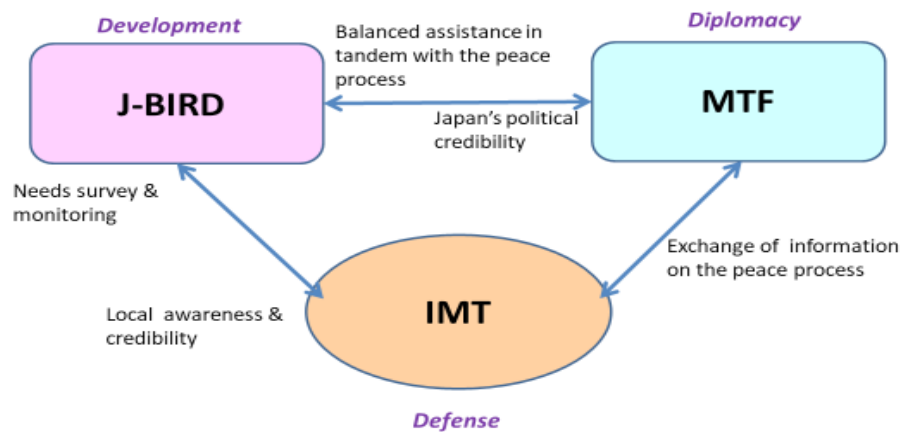 Development
Diplomacy
Balanced assistance in
tandem with the peace
process
J-BIRD
MTF
Japan's political
credibility
Needs survey &
monitoring
Exchange of information
on the peace process
Local awareness &
credibility
IMT
Defense